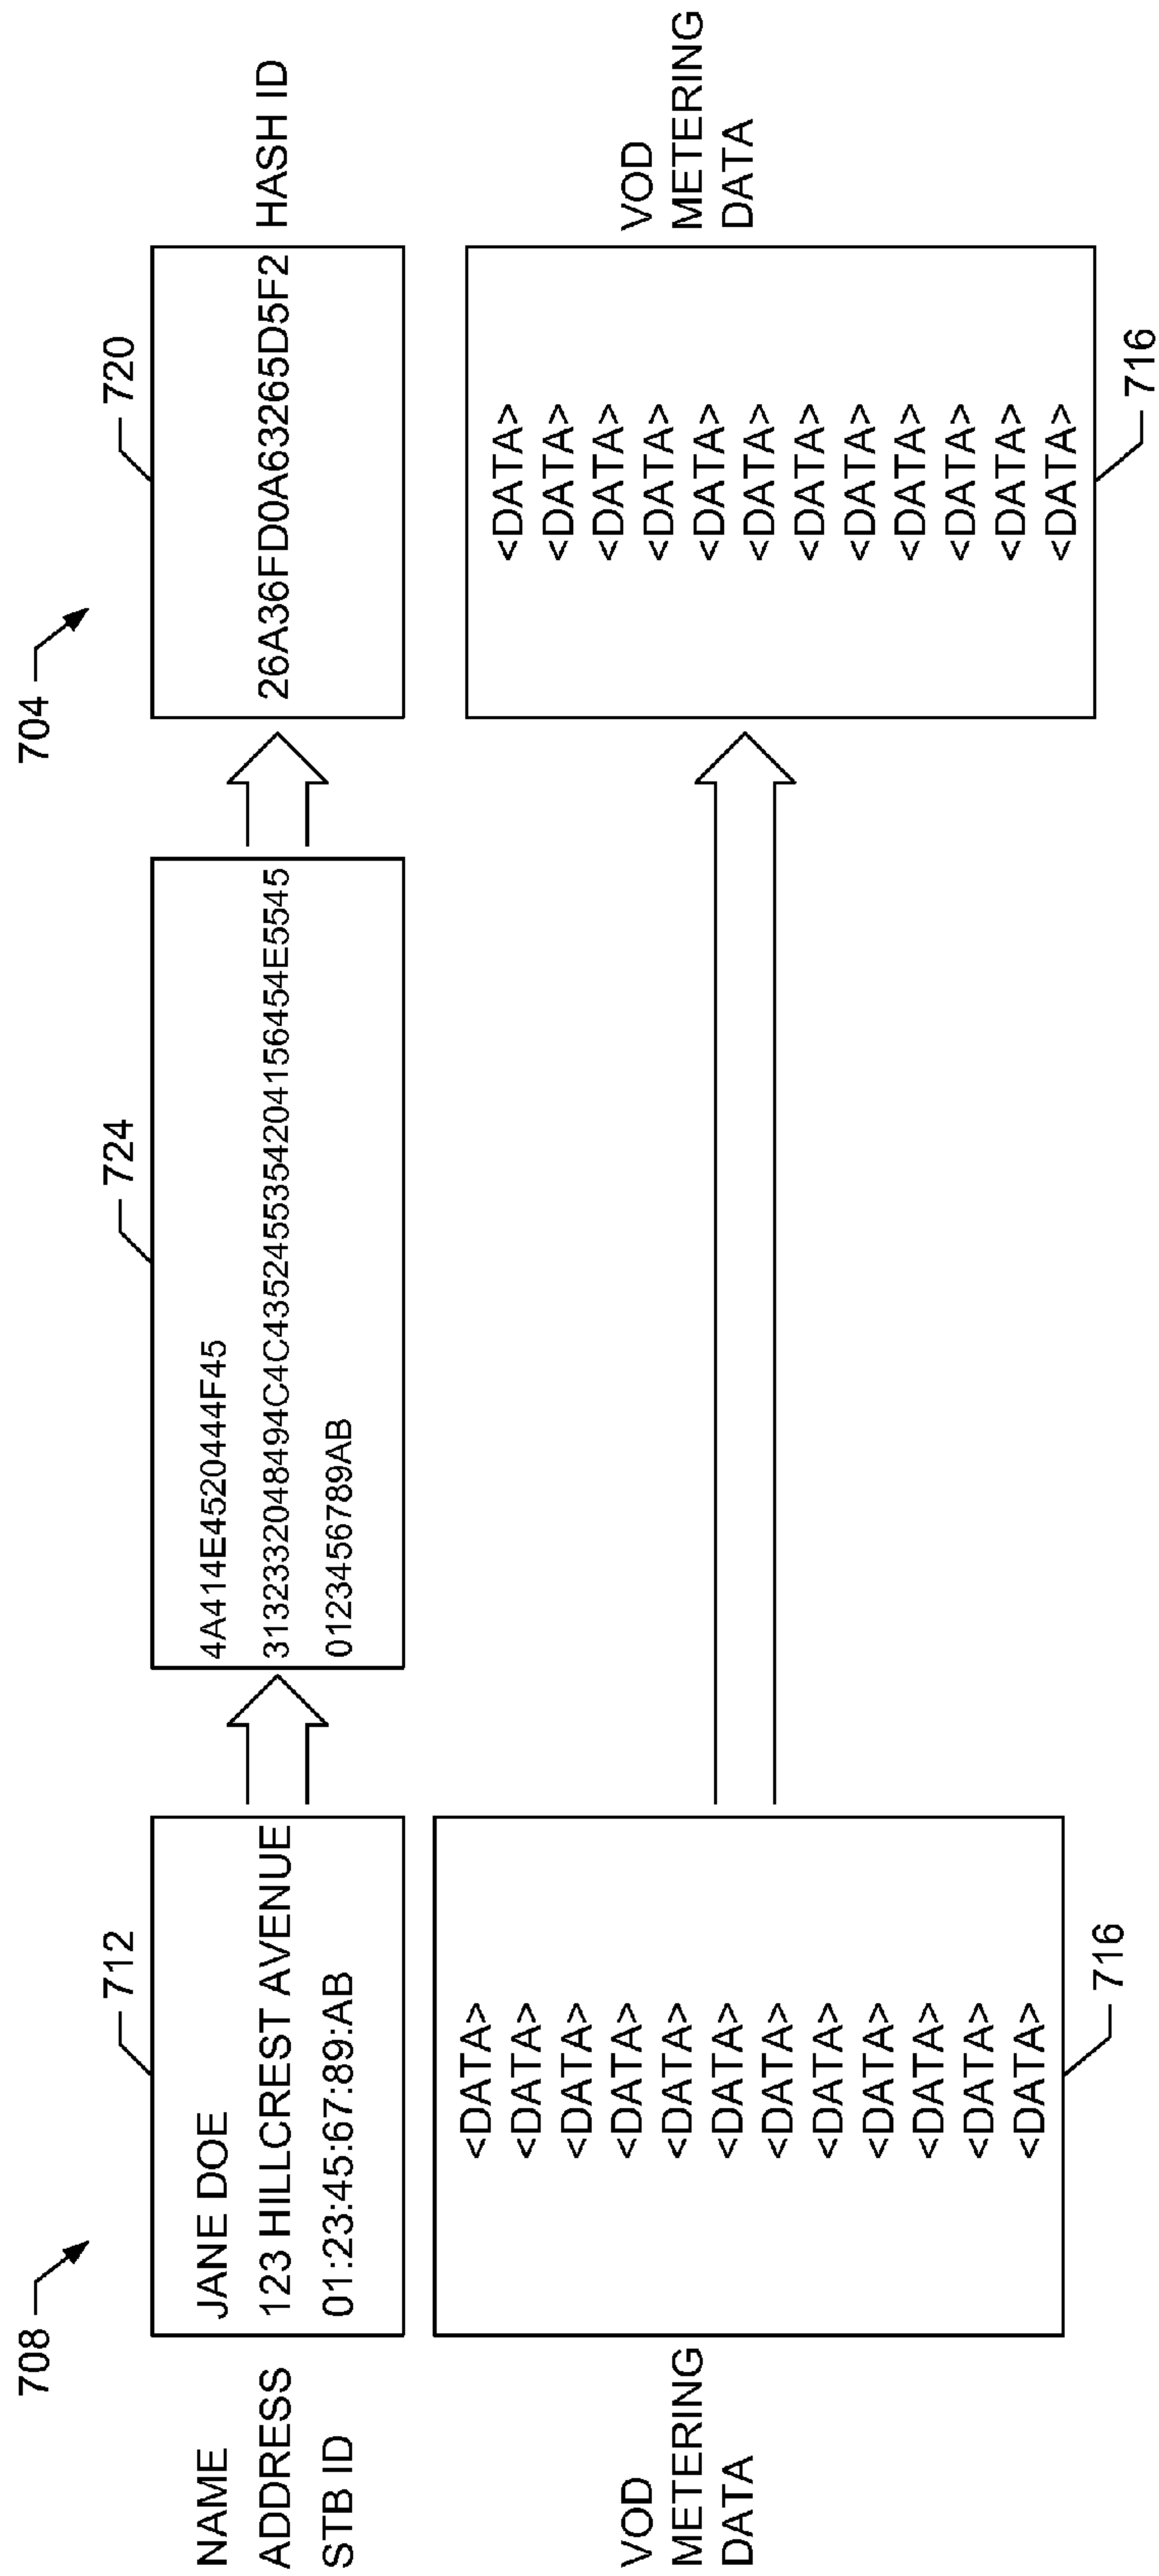 708
704
712
724
720
NAME
JANE DOE
4A414E4520444F45
ADDRESS
123 HILLCREST AVENUE
3132332048494C4C4352455354204156454E5545
26A36FD0A63265D5F2
HASH ID
STB ID
01:23:45:67:89:AB
0123456789AB
VOD
METERING
DATA
<DATA>
<DATA>
<DATA>
<DATA>
<DATA>
<DATA>
<DATA>
<DATA>
<DATA>
<DATA>
<DATA>
<DATA>
716
<DATA>
<DATA>
<DATA>
<DATA>
<DATA>
<DATA>
<DATA>
<DATA>
<DATA>
<DATA>
<DATA>
<DATA>
VOD
METERING
DATA
716